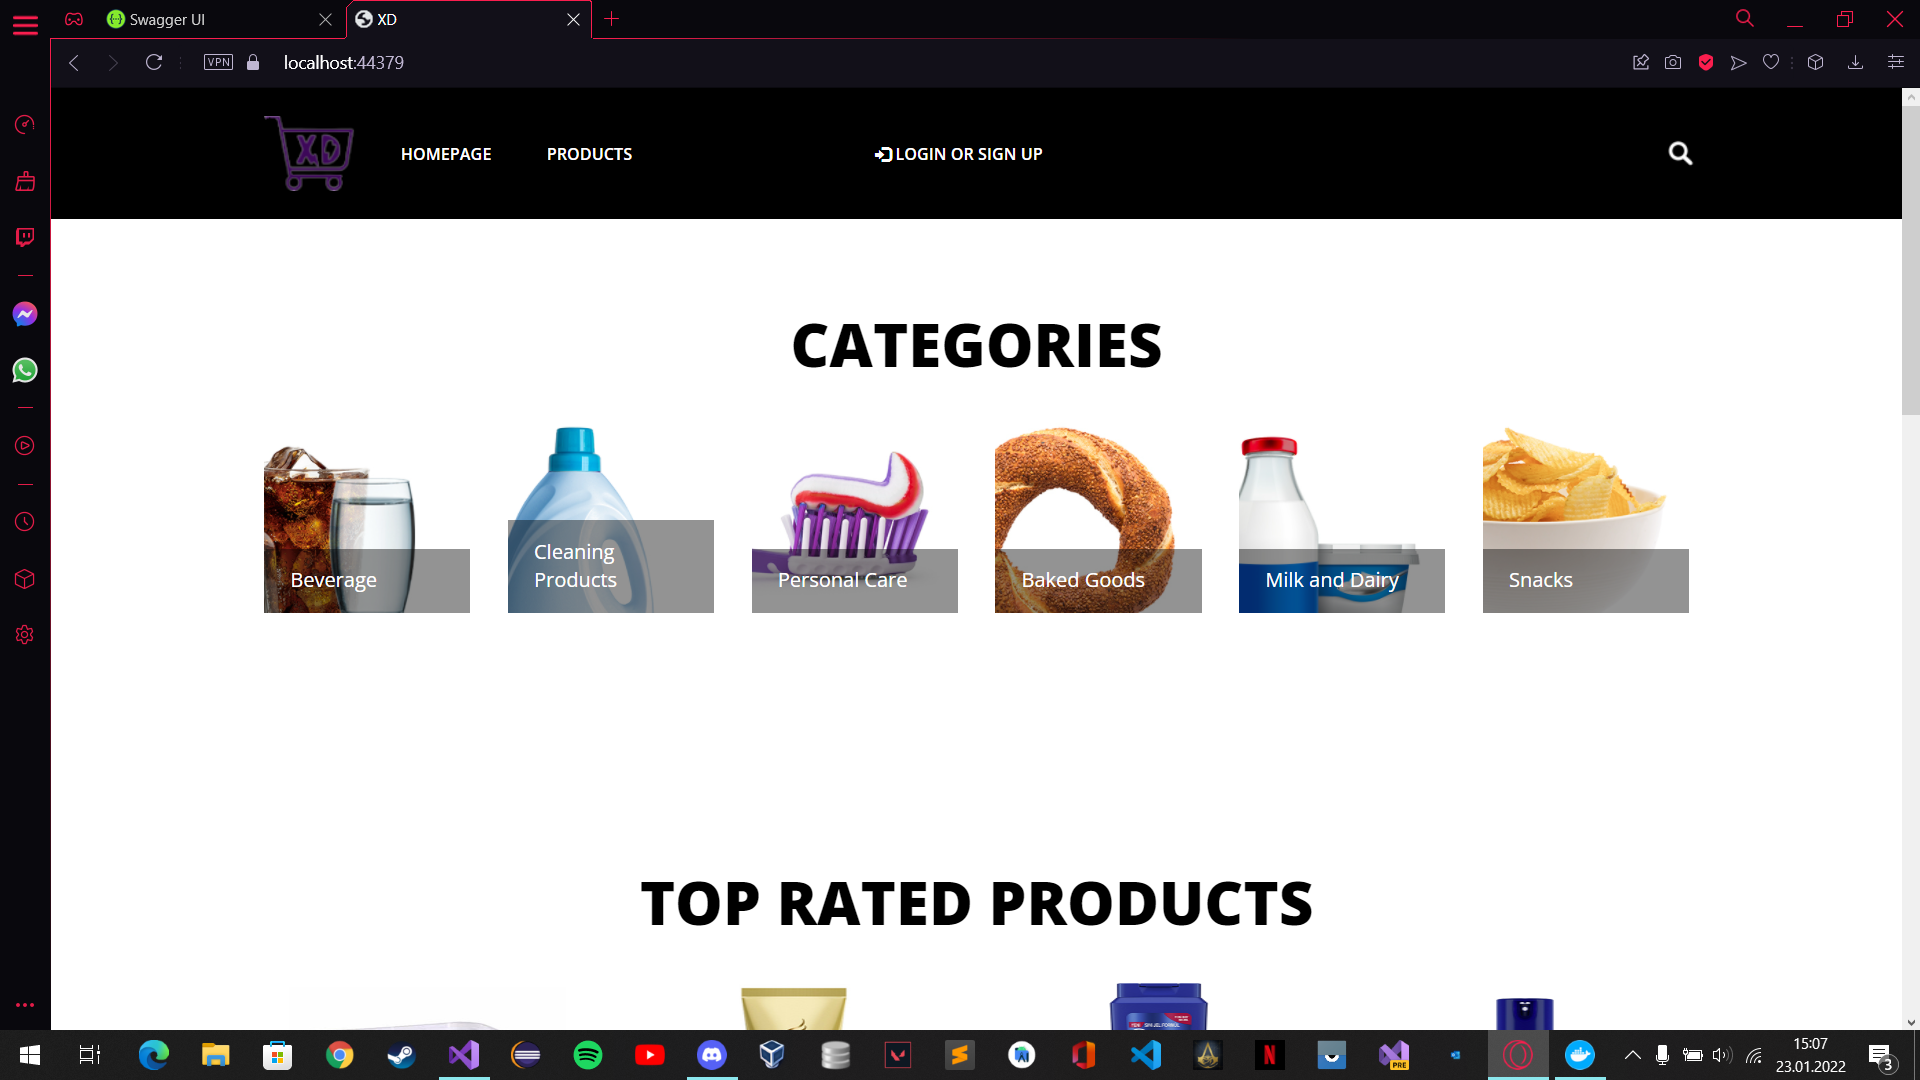 Swagger UI
XD
VPN
localhost:44379
XD
HOMEPAGE
PRODUCTS
LOGIN OR SIGN UP
CATEGORIES
Beverage
Cleaning
Products
Personal Care
Baked Goods
Milk and Dairy
Snacks
TOP RATED PRODUCTS
PRE
15:07
23.01.2022
3